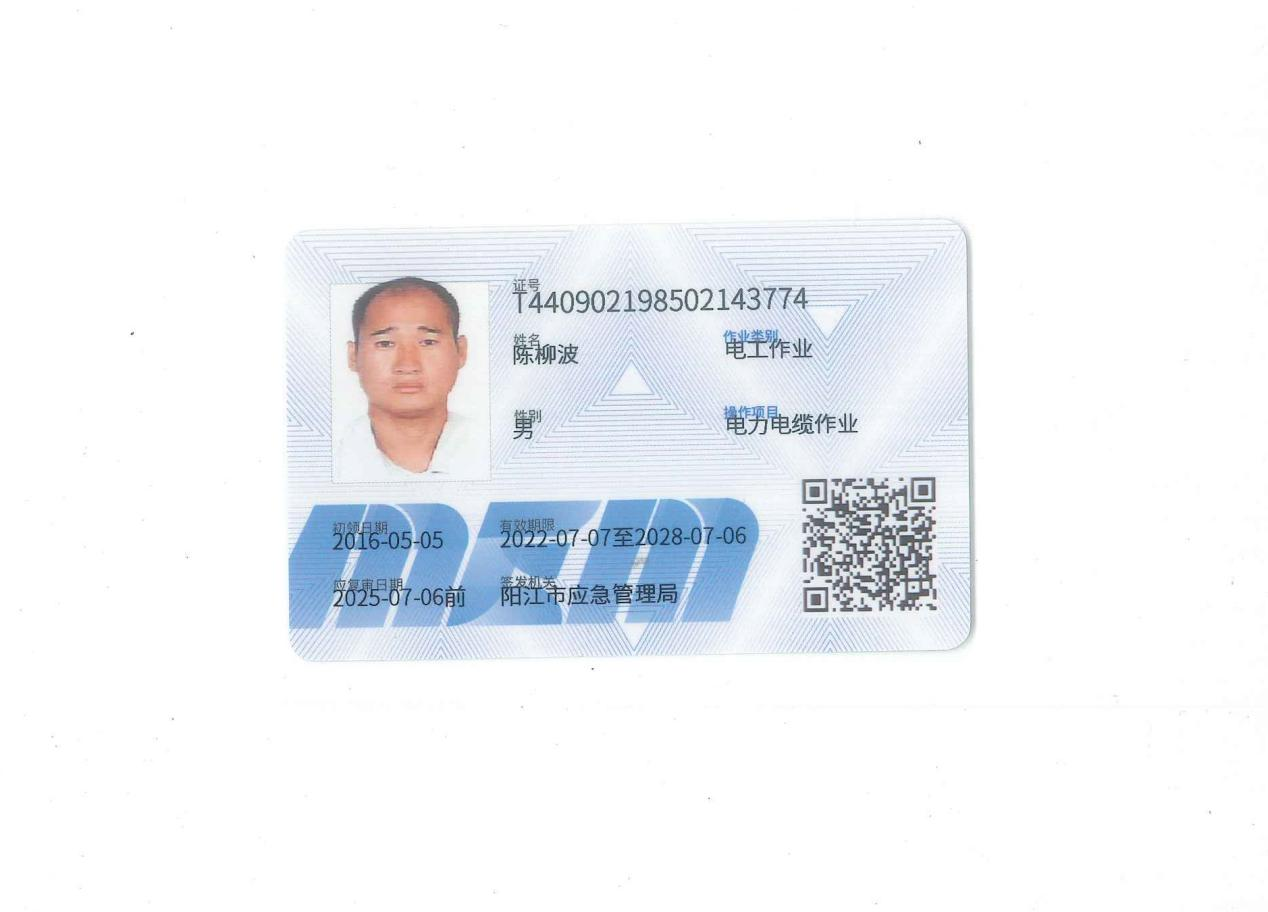 证号
T440902198502143774
姓名
陈柳波
作业类别
电工作业
性别
男
操作项目
电力电缆作业
初领日期
2016-05-05
有效期限
2022-07-07至2028-07-06
应复审日期
2025-07-06前
签发机关
阳江市应急管理局